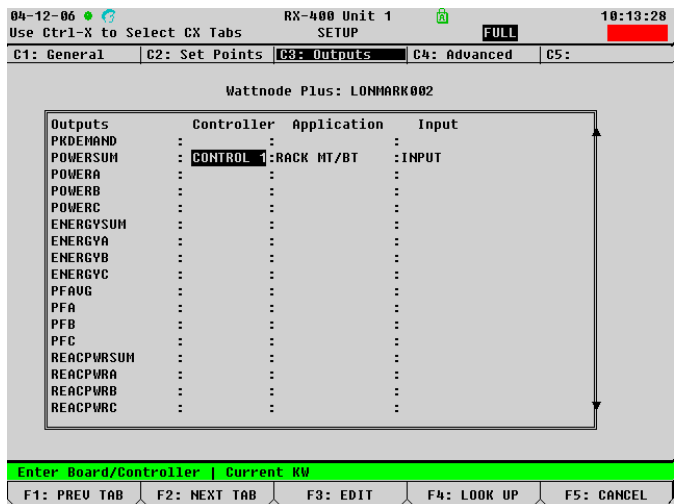 04-12-06 RX-400 Unit 1 10:13:28
Use Ctrl-X to Select CX Tabs SETUP FULL
C1: General C2: Set Points C3: Outputs C4: Advanced C5:
Wattnode Plus: LONMARK002
Outputs Controller Application Input
PKDEMAND : : :
POWERSUM : CONTROL 1:RACK MT/BT :INPUT
POWERA : : :
POWERB : : :
POWERC : : :
ENERGYSUM : : :
ENERGYA : : :
ENERGYB : : :
ENERGYC : : :
PFAVG : : :
PFA : : :
PFB : : :
PFC : : :
REACPWRSUM : : :
REACPWRA : : :
REACPWRB : : :
REACPWRC : : :
Enter Board/Controller | Current KW
F1: PREV TAB F2: NEXT TAB F3: EDIT F4: LOOK UP F5: CANCEL